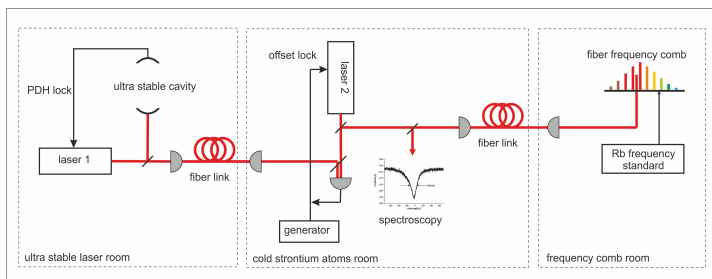 PDH lock
ultra stable cavity
laser 1
fiber link
ultra stable laser room
offset lock
laser 2
generator
spectroscopy
cold strontium atoms room
fiber link
fiber frequency comb
Rb frequency
standard
frequency comb room